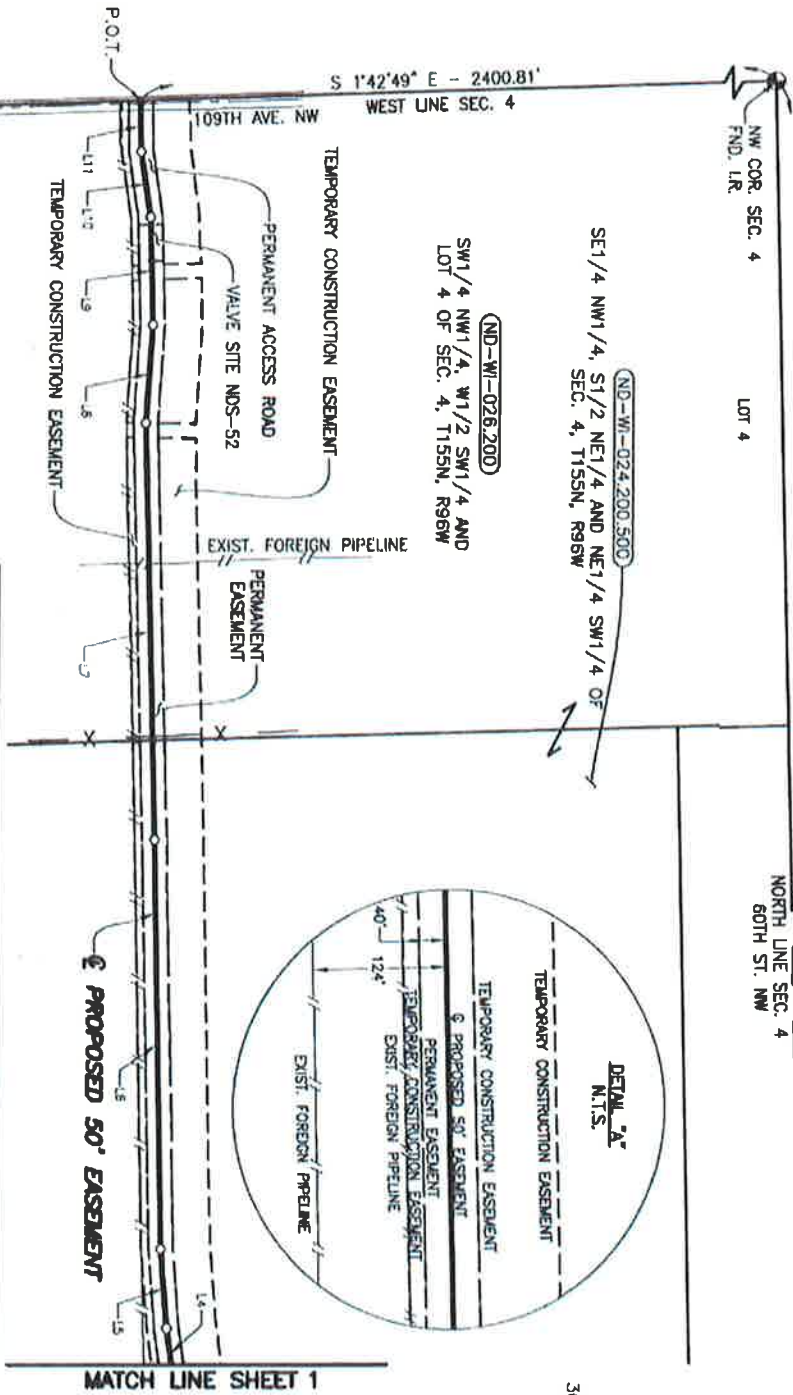 NW COR. SEC. 4
FND. I.R.
LOT 4
NORTH LINE SEC. 4
60TH ST. NW
S 1°42'49" E - 2400.81'
WEST LINE SEC. 4
109TH AVE. NW
P.O.T.
ND-WI-024.200.500
SE1/4 NW1/4, S1/2 NE1/4 AND NE1/4 SW1/4 OF
SEC. 4, T155N, R96W
ND-WI-026.200
SW1/4 NW1/4, W1/2 SW1/4 AND
LOT 4 OF SEC. 4, T155N, R96W
TEMPORARY CONSTRUCTION EASEMENT
PERMANENT ACCESS ROAD
VALVE SITE NDS-52
EXIST. FOREIGN PIPELINE
PERMANENT
EASEMENT
L11
L10
L9
L8
L7
L6
L5
L4
TEMPORARY CONSTRUCTION EASEMENT
℄ PROPOSED 50' EASEMENT
DETAIL "A"
N.T.S.
TEMPORARY CONSTRUCTION EASEMENT
TEMPORARY CONSTRUCTION EASEMENT
℄ PROPOSED 50' EASEMENT
PERMANENT EASEMENT
TEMPORARY CONSTRUCTION EASEMENT
EXIST. FOREIGN PIPELINE
EXIST. FOREIGN PIPELINE
40'
124'
MATCH LINE SHEET 1